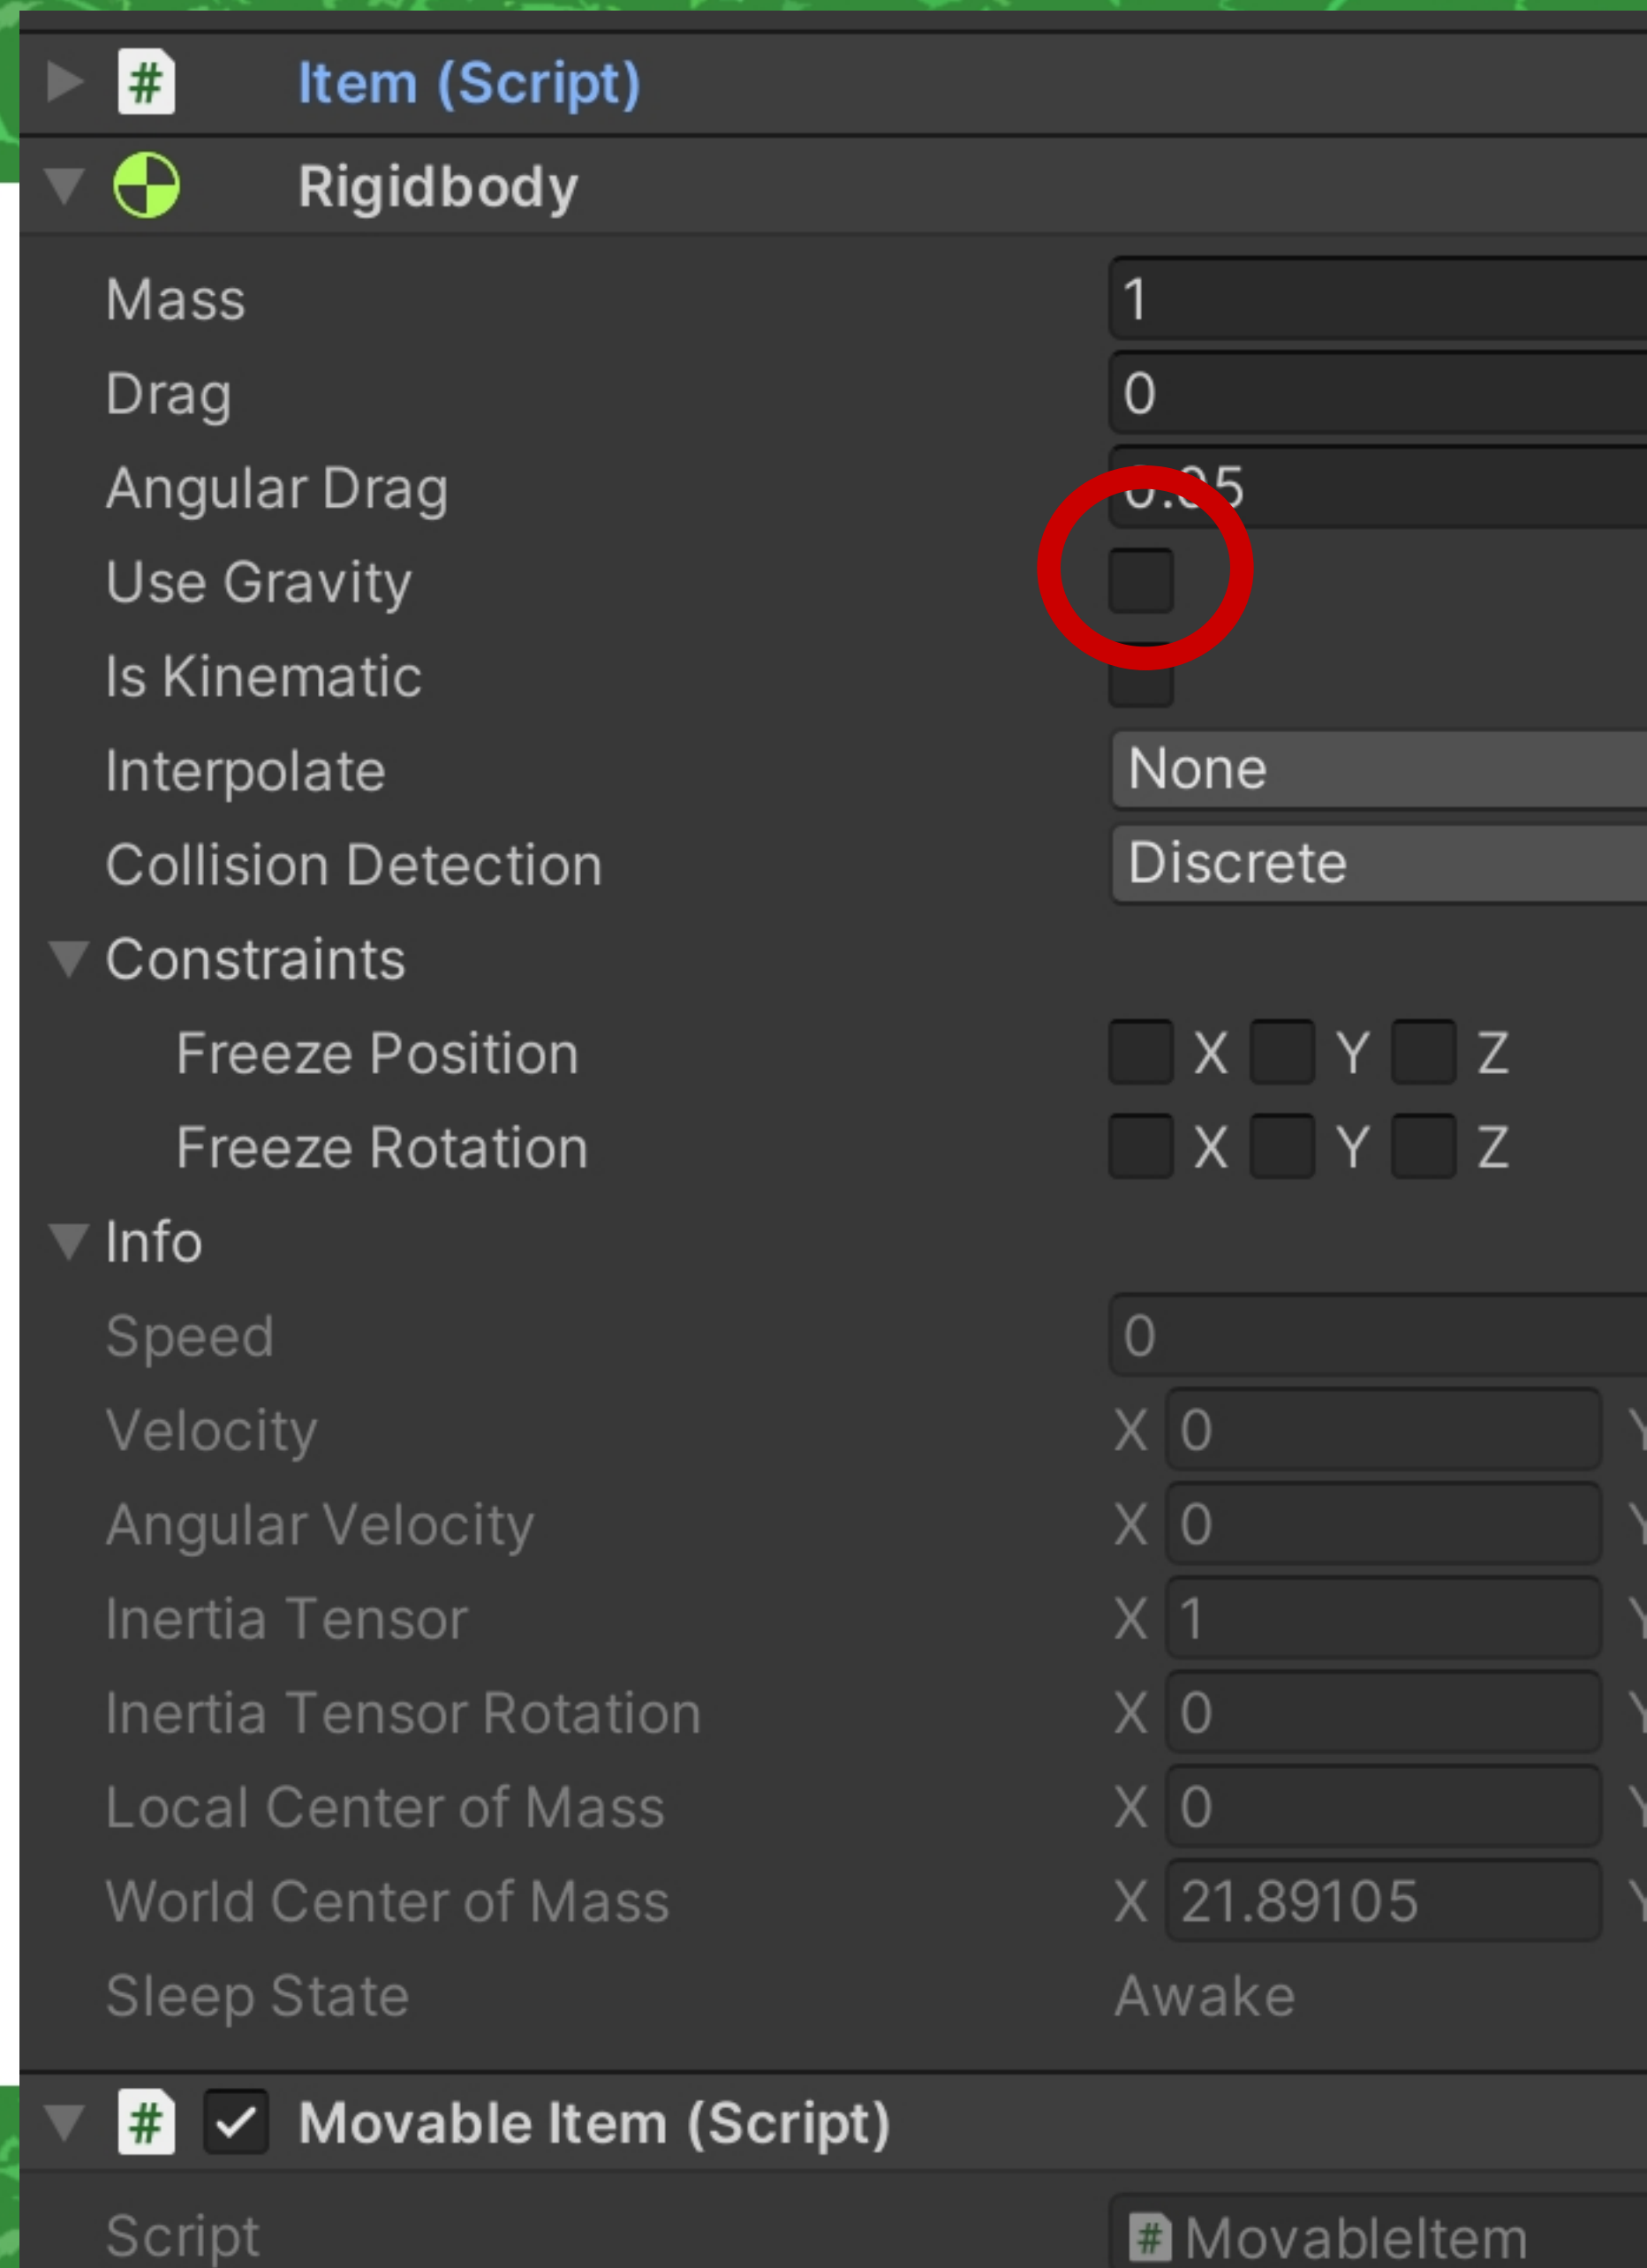 # Item (Script)
Rigidbody
Mass 1
Drag 0
Angular Drag 0.05
Use Gravity
Is Kinematic
Interpolate None
Collision Detection Discrete
Constraints
Freeze Position X Y Z
Freeze Rotation X Y Z
Info
Speed 0
Velocity X 0 Y
Angular Velocity X 0 Y
Inertia Tensor X 1 Y
Inertia Tensor Rotation X 0 Y
Local Center of Mass X 0 Y
World Center of Mass X 21.89105 Y
Sleep State Awake
# Movable Item (Script)
Script # MovableItem